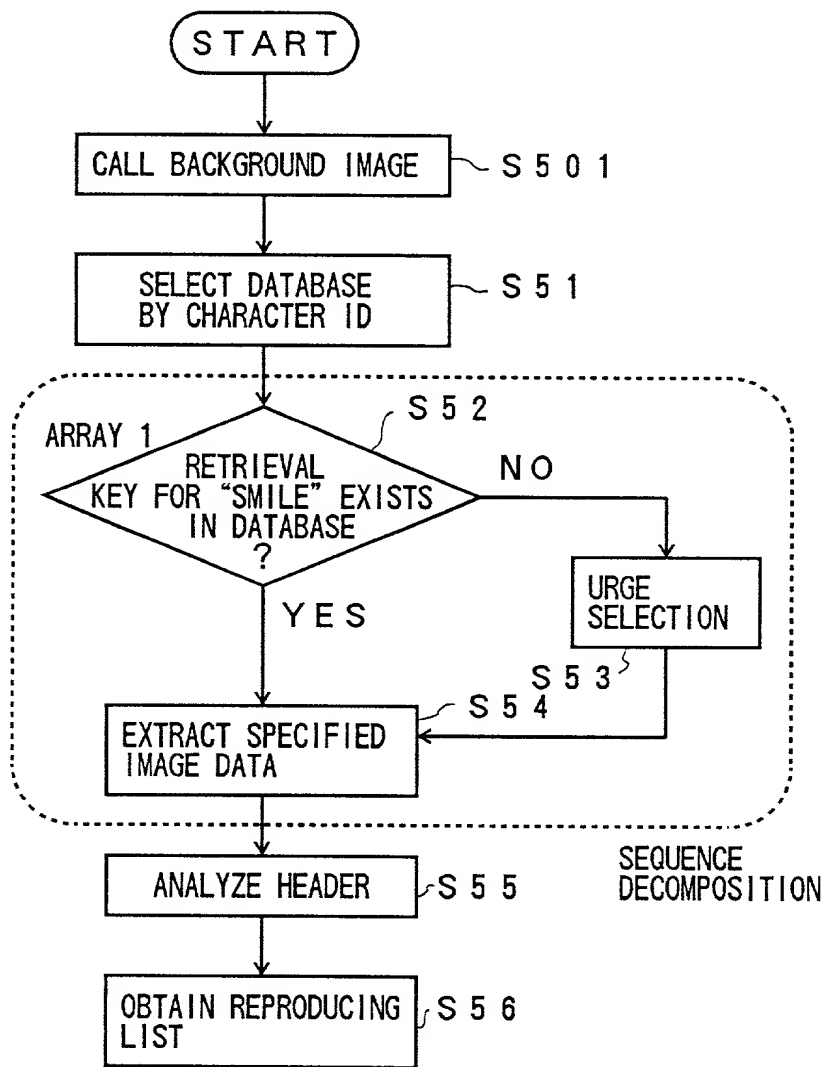 START
CALL BACKGROUND IMAGE
S501
SELECT DATABASE
BY CHARACTER ID
S51
S52
ARRAY 1
RETRIEVAL
KEY FOR "SMILE" EXISTS
IN DATABASE
?
NO
YES
URGE
SELECTION
S53
S54
EXTRACT SPECIFIED
IMAGE DATA
SEQUENCE
DECOMPOSITION
ANALYZE HEADER
S55
OBTAIN REPRODUCING
LIST
S56